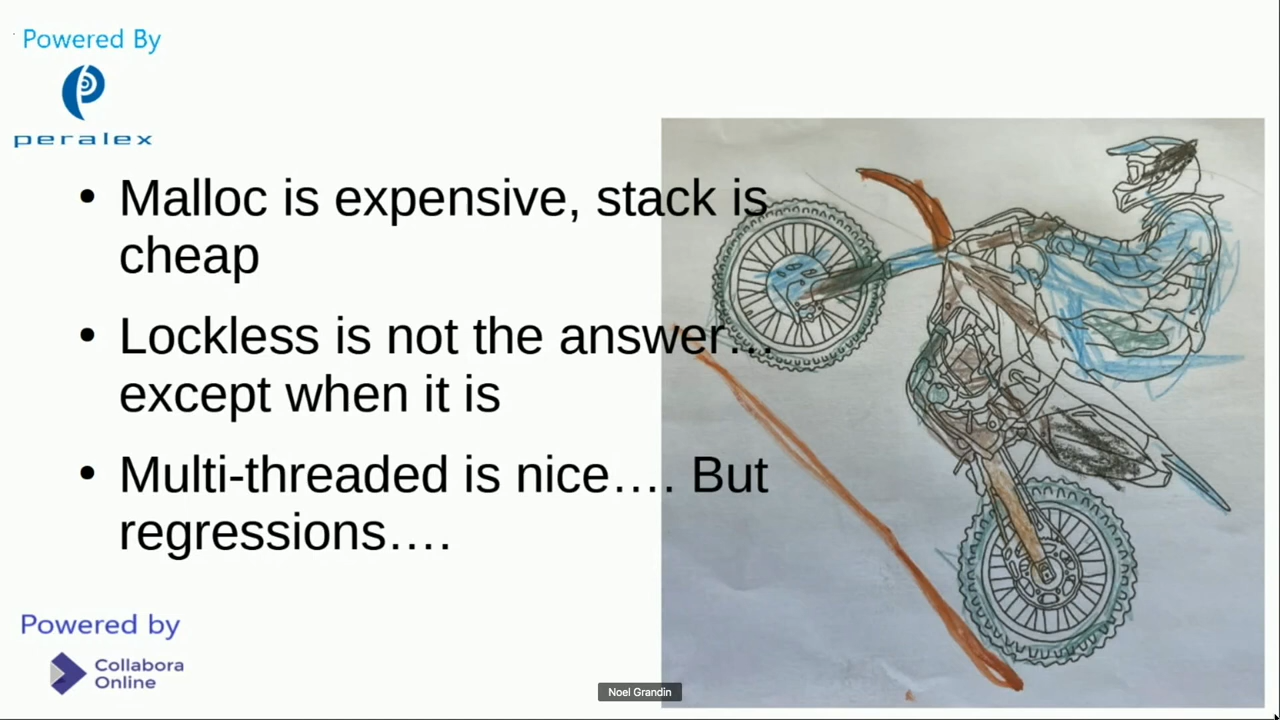 Powered By
peralex
• Malloc is expensive, stack is
cheap
• Lockless is not the answer…
except when it is
• Multi-threaded is nice…. But
regressions….
Powered by
Collabora
Online
Noel Grandin